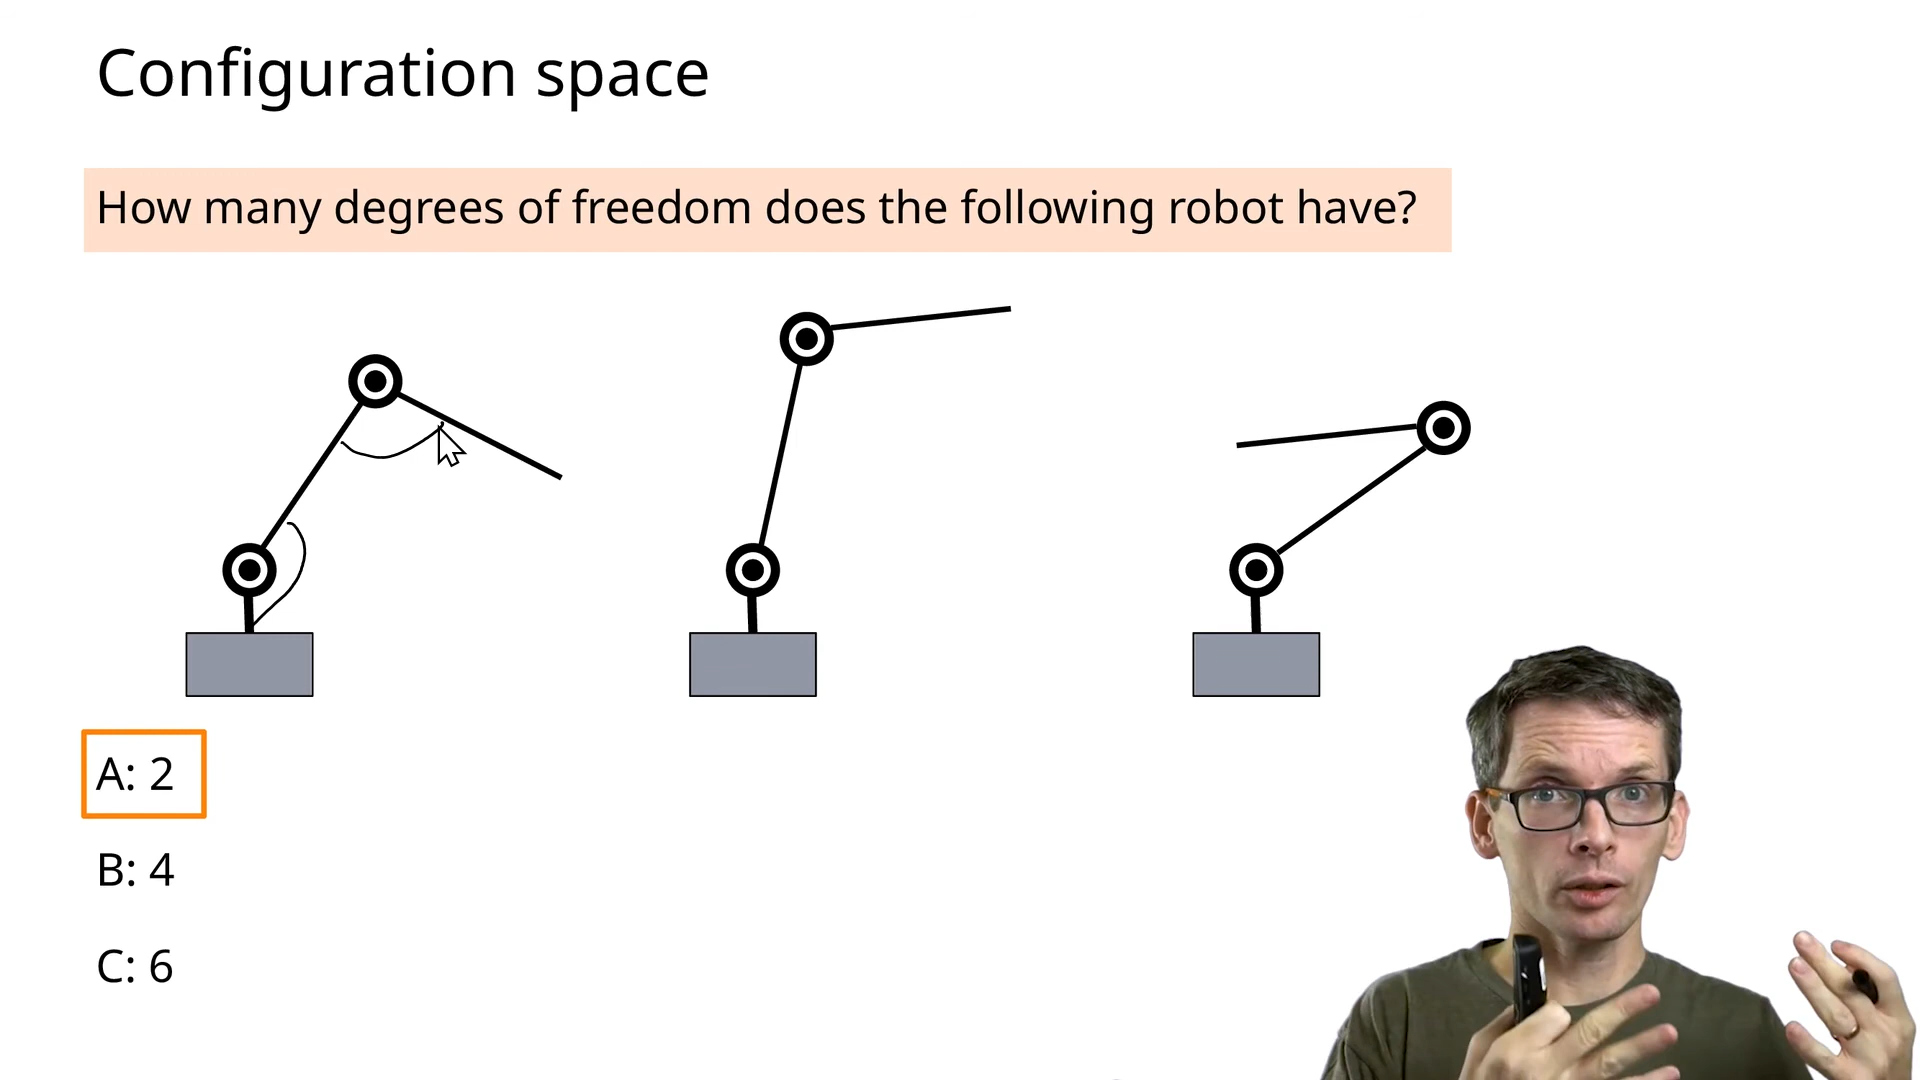 Configuration space
How many degrees of freedom does the following robot have?
A: 2
B: 4
C: 6